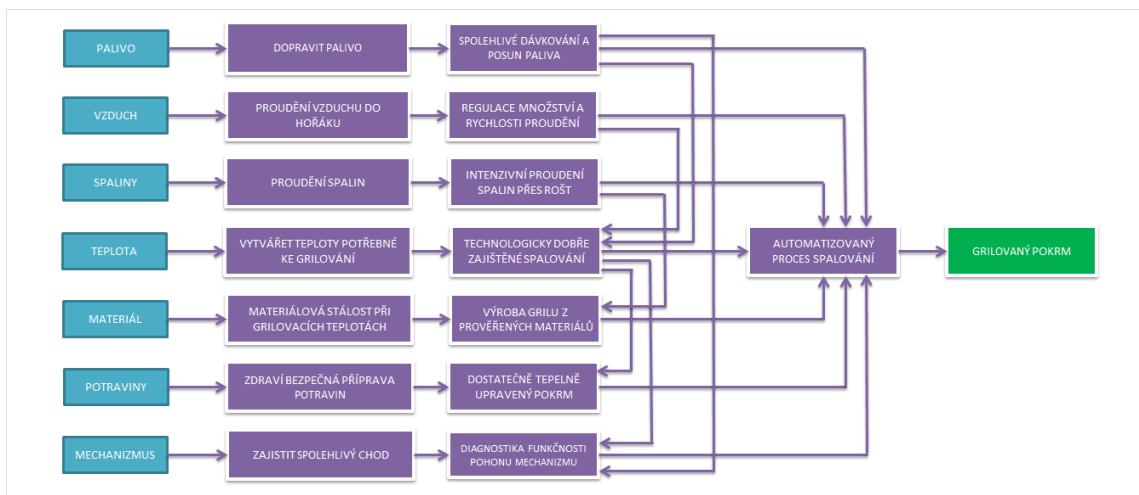 PALIVO
DOPRAVIT PALIVO
SPOLEHLIVÉ DÁVKOVÁNÍ A
POSUN PALIVA
VZDUCH
PROUDĚNÍ VZDUCHU DO
HOŘÁKU
REGULACE MNOŽSTVÍ A
RYCHLOSTI PROUDĚNÍ
SPALINY
PROUDĚNÍ SPALIN
INTENZIVNÍ PROUDENÍ
SPALIN PŘES ROŠT
TEPLOTA
VYTVÁŘET TEPLOTY POTŘEBNÉ
KE GRILOVÁNÍ
TECHNOLOGICKY DOBŘE
ZAJIŠTĚNÉ SPALOVÁNÍ
AUTOMATIZOVANÝ
PROCES SPALOVÁNÍ
GRILOVANÝ POKRM
MATERIÁL
MATERIÁLOVÁ STÁLOST PŘI
GRILOVACÍCH TEPLOTÁCH
VÝROBA GRILU Z
PROVĚŘENÝCH MATERIÁLŮ
POTRAVINY
ZDRAVÍ BEZPEČNÁ PŘÍPRAVA
POTRAVIN
DOSTATEČNĚ TEPELNĚ
UPRAVENÝ POKRM
MECHANIZMUS
ZAJISTIT SPOLEHLIVÝ CHOD
DIAGNOSTIKA FUNKČNOSTI
POHONU MECHANIZMU